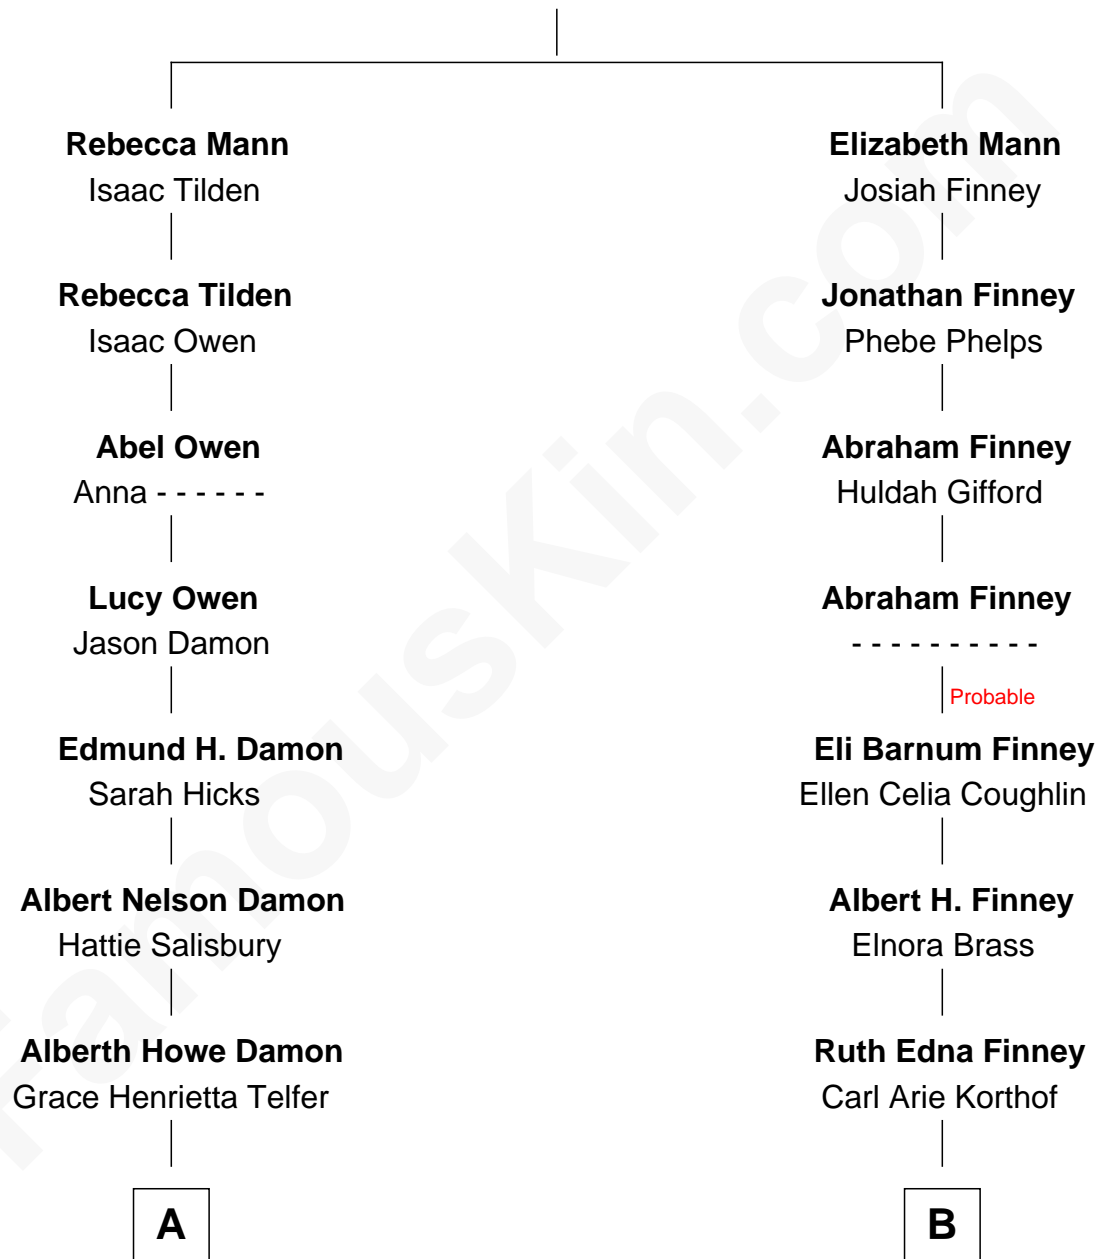 Rebecca Mann
Isaac Tilden
Elizabeth Mann
Josiah Finney
Rebecca Tilden
Isaac Owen
Jonathan Finney
Phebe Phelps
Abel Owen
Anna - - - - - -
Abraham Finney
Huldah Gifford
Lucy Owen
Jason Damon
Abraham Finney
- - - - - - - - - -
Probable
Edmund H. Damon
Sarah Hicks
Eli Barnum Finney
Ellen Celia Coughlin
Albert Nelson Damon
Hattie Salisbury
Albert H. Finney
Elnora Brass
Alberth Howe Damon
Grace Henrietta Telfer
Ruth Edna Finney
Carl Arie Korthof
A
B
FamousKin.com